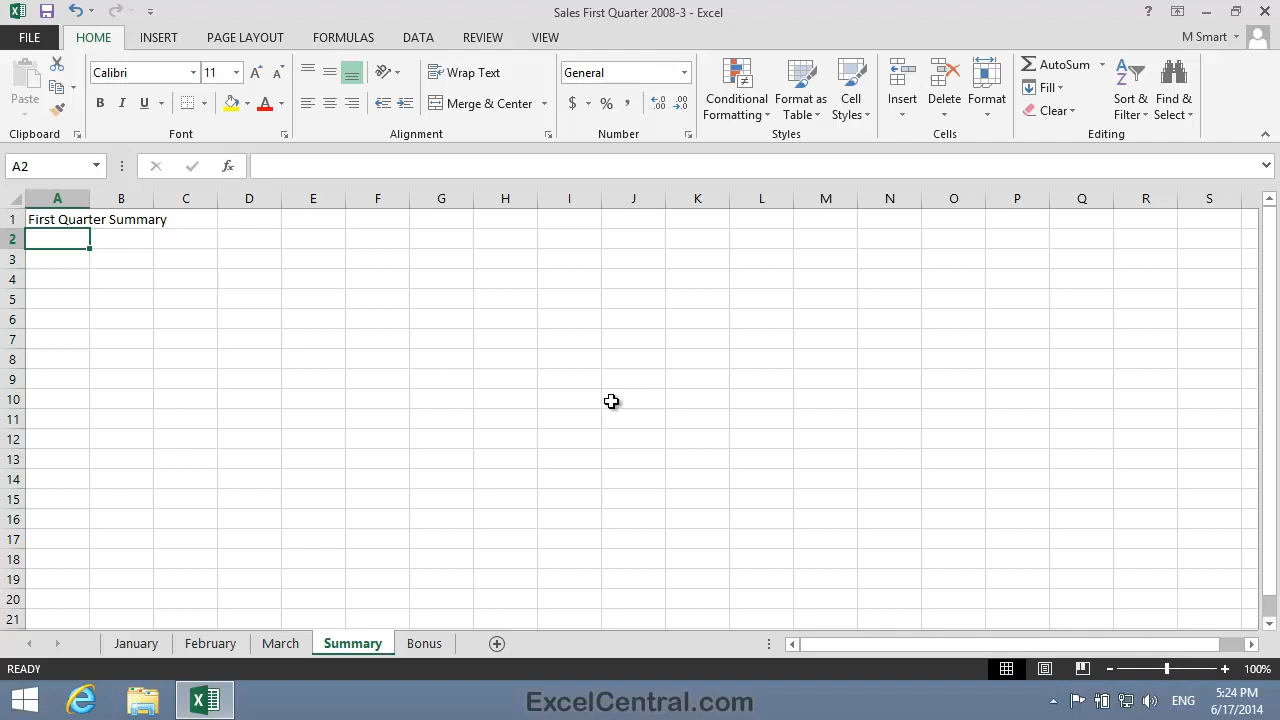 Sales First Quarter 2008-3 - Excel
FILE HOME INSERT PAGE LAYOUT FORMULAS DATA REVIEW VIEW M Smart
Paste
Calibri 11
B I U A
Wrap Text
Merge & Center
General
$ % ,
Conditional Formatting
Format as Table
Cell Styles
Insert Delete Format
AutoSum
Fill
Clear
Sort & Filter
Find & Select
Clipboard Font Alignment Number Styles Cells Editing
A2 fx
A B C D E F G H I J K L M N O P Q R S
1 First Quarter Summary
2
3
4
5
6
7
8
9
10
11
12
13
14
15
16
17
18
19
20
21
January February March Summary Bonus
READY 100%
ExcelCentral.com
ENG
5:24 PM
6/17/2014